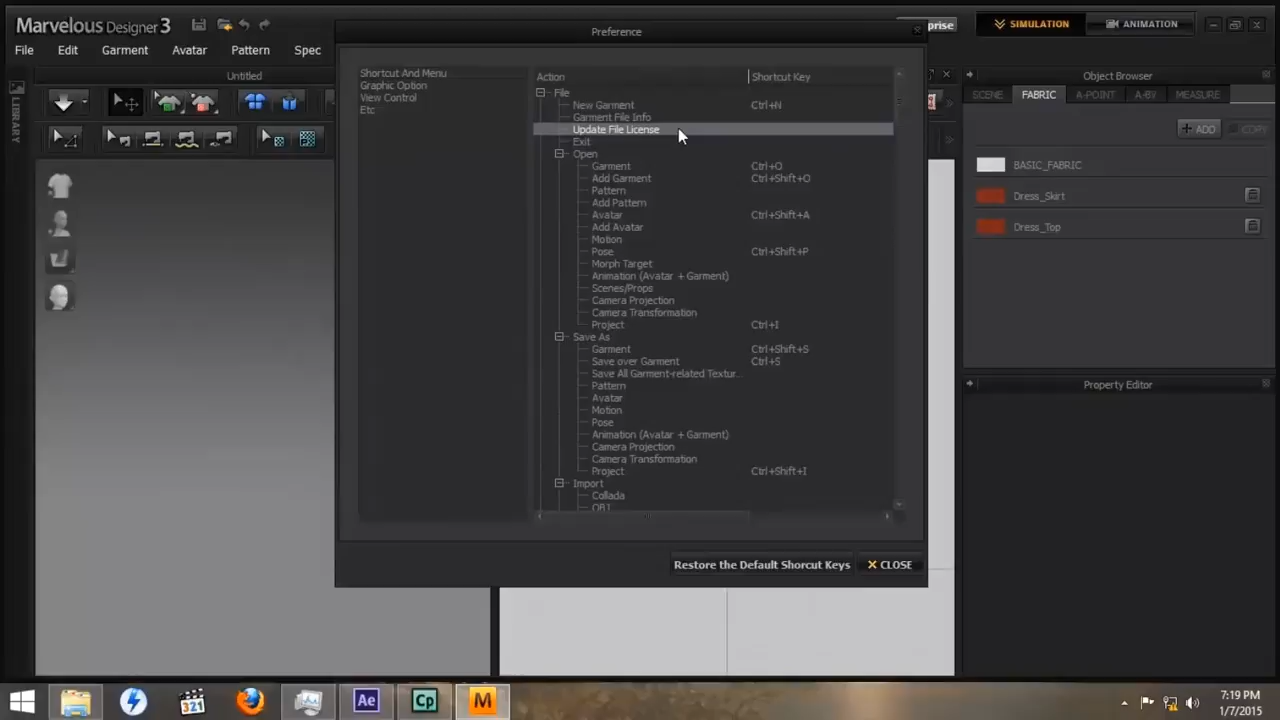 Marvelous Designer 3
Preference
prise
SIMULATION
ANIMATION
File
Edit
Garment
Avatar
Pattern
Spec
Untitled
Object Browser
LIBRARY
SCENE
FABRIC
A-POINT
A-BV
MEASURE
+ ADD
COPY
BASIC_FABRIC
Dress_Skirt
Dress_Top
Property Editor
Shortcut And Menu
Graphic Option
View Control
Etc
Action
Shortcut Key
File
New Garment Ctrl+N
Garment File Info
Update File License
Exit
Open
Garment Ctrl+O
Add Garment Ctrl+Shift+O
Pattern
Add Pattern
Avatar Ctrl+Shift+A
Add Avatar
Motion
Pose Ctrl+Shift+P
Morph Target
Animation (Avatar + Garment)
Scenes/Props
Camera Projection
Camera Transformation
Project Ctrl+I
Save As
Garment Ctrl+Shift+S
Save over Garment Ctrl+S
Save All Garment-related Textur...
Pattern
Avatar
Motion
Pose
Animation (Avatar + Garment)
Camera Projection
Camera Transformation
Project Ctrl+Shift+I
Import
Collada
OBJ
Restore the Default Shorcut Keys
CLOSE
321
Ae
Cp
M
7:19 PM
1/7/2015